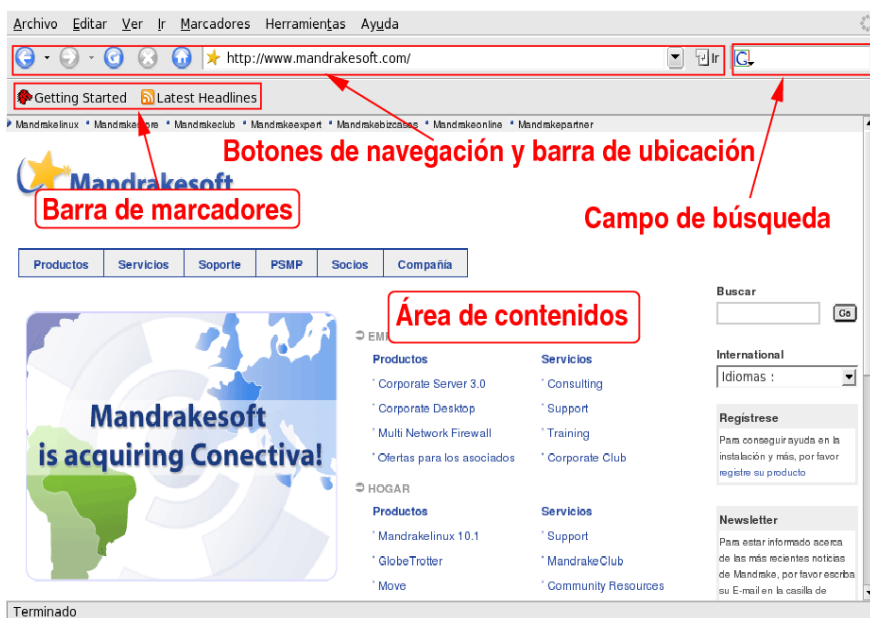 Archivo Editar Ver Ir Marcadores Herramientas Ayuda
http://www.mandrakesoft.com/ Ir G
Getting Started Latest Headlines
Mandrakelinux Mandrakestore Mandrakeclub Mandrakeexpert Mandrakebizcases Mandrakeonline Mandrakepartner
Botones de navegación y barra de ubicación
Mandrakesoft
Barra de marcadores
Campo de búsqueda
Productos Servicios Soporte PSMP Socios Compañía
Buscar
Go
Área de contenidos
Mandrakesoft
is acquiring Conectiva!
Productos Servicios
Corporate Server 3.0 Consulting
Corporate Desktop Support
Multi Network Firewall Training
Ofertas para los asociados Corporate Club
HOGAR
Productos Servicios
Mandrakelinux 10.1 Support
GlobeTrotter MandrakeClub
Move Community Resources
International
Idiomas :
Regístrese
Para conseguir ayuda en la
instalación y más, por favor
registre su producto
Newsletter
Para estar informado acerca
de las más recientes noticias
de Mandrake, por favor escriba
su E-mail en la casilla de
Terminado